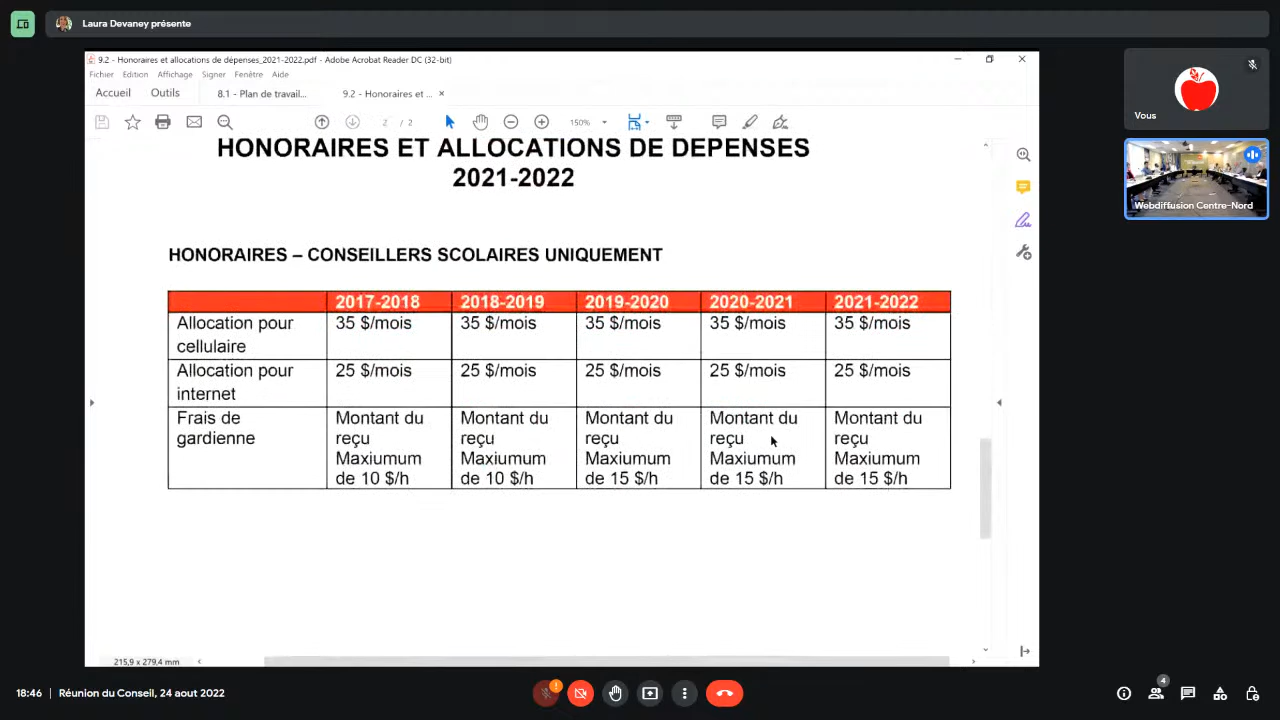 Laura Devaney présente
9.2 - Honoraires et allocations de dépenses_2021-2022.pdf - Adobe Acrobat Reader DC (32-bit)
Fichier Edition Affichage Signer Fenêtre Aide
Accueil Outils 8.1 - Plan de travail... 9.2 - Honoraires et ... ×
2 / 2 150%
HONORAIRES ET ALLOCATIONS DE DEPENSES
2021-2022
HONORAIRES – CONSEILLERS SCOLAIRES UNIQUEMENT
2017-2018 2018-2019 2019-2020 2020-2021 2021-2022
Allocation pour 35 $/mois 35 $/mois 35 $/mois 35 $/mois 35 $/mois
cellulaire
Allocation pour 25 $/mois 25 $/mois 25 $/mois 25 $/mois 25 $/mois
internet
Frais de Montant du Montant du Montant du Montant du Montant du
gardienne reçu reçu reçu reçu reçu
Maxiumum Maxiumum Maxiumum Maxiumum Maxiumum
de 10 $/h de 10 $/h de 15 $/h de 15 $/h de 15 $/h
215,9 x 279,4 mm
Vous
Webdiffusion Centre-Nord
18:46 | Réunion du Conseil, 24 aout 2022
4